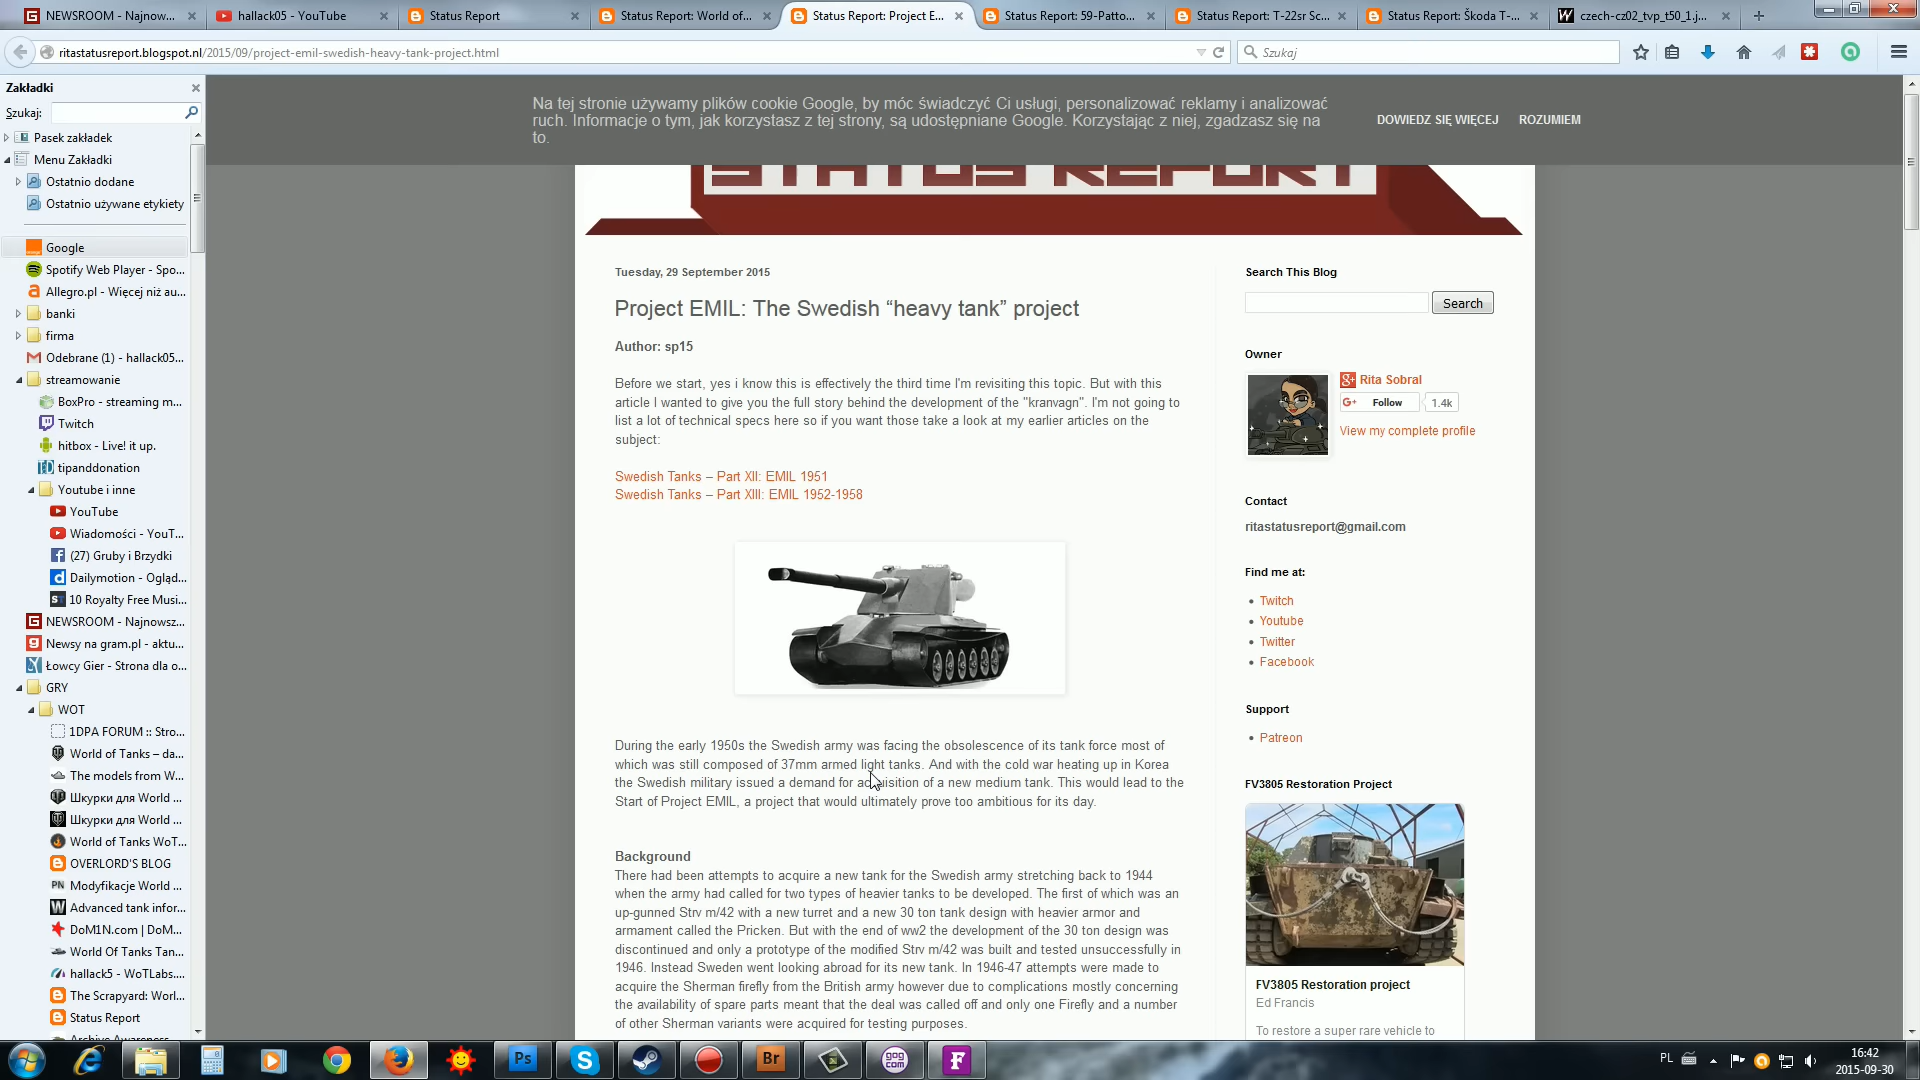 NEWSROOM - Najnow...
hallack05 - YouTube
Status Report
Status Report: World of...
Status Report: Project E...
Status Report: 59-Patto...
Status Report: T-22sr Sc...
Status Report: Škoda T-...
czech-cz02_tvp_t50_1.j...
ritastatusreport.blogspot.nl/2015/09/project-emil-swedish-heavy-tank-project.html
Szukaj
Zakładki
Szukaj:
Pasek zakładek
Menu Zakładki
Ostatnio dodane
Ostatnio używane etykiety
Google
Spotify Web Player - Spo...
Allegro.pl - Więcej niż au...
banki
firma
Odebrane (1) - hallack05...
streamowanie
BoxPro - streaming m...
Twitch
hitbox - Live! it up.
tipanddonation
Youtube i inne
YouTube
Wiadomości - YouT...
(27) Gruby i Brzydki
Dailymotion - Ogląd...
10 Royalty Free Musi...
NEWSROOM - Najnowsz...
Newsy na gram.pl - aktu...
Łowcy Gier - Strona dla o...
GRY
WOT
1DPA FORUM :: Stro...
World of Tanks – da...
The models from W...
Шкурки для World ...
Шкурки для World ...
World of Tanks WoT...
OVERLORD'S BLOG
Modyfikacje World ...
Advanced tank infor...
DoM1N.com | DoM...
World Of Tanks Tan...
hallack5 - WoTLabs....
The Scrapyard: Worl...
Status Report
Archive Awareness
Na tej stronie używamy plików cookie Google, by móc świadczyć Ci usługi, personalizować reklamy i analizować
ruch. Informacje o tym, jak korzystasz z tej strony, są udostępniane Google. Korzystając z niej, zgadzasz się na
to.
DOWIEDZ SIĘ WIĘCEJ
ROZUMIEM
STATUS REPORT
Tuesday, 29 September 2015
Project EMIL: The Swedish “heavy tank” project
Author: sp15
Before we start, yes i know this is effectively the third time I'm revisiting this topic. But with this
article I wanted to give you the full story behind the development of the "kranvagn". I'm not going to
list a lot of technical specs here so if you want those take a look at my earlier articles on the
subject:
Swedish Tanks – Part XII: EMIL 1951
Swedish Tanks – Part XIII: EMIL 1952-1958
During the early 1950s the Swedish army was facing the obsolescence of its tank force most of
which was still composed of 37mm armed light tanks. And with the cold war heating up in Korea
the Swedish military issued a demand for acquisition of a new medium tank. This would lead to the
Start of Project EMIL, a project that would ultimately prove too ambitious for its day.
Background
There had been attempts to acquire a new tank for the Swedish army stretching back to 1944
when the army had called for two types of heavier tanks to be developed. The first of which was an
up-gunned Strv m/42 with a new turret and a new 30 ton tank design with heavier armor and
armament called the Pricken. But with the end of ww2 the development of the 30 ton design was
discontinued and only a prototype of the modified Strv m/42 was built and tested unsuccessfully in
1946. Instead Sweden went looking abroad for its new tank. In 1946-47 attempts were made to
acquire the Sherman firefly from the British army however due to complications mostly concerning
the availability of spare parts meant that the deal was called off and only one Firefly and a number
of other Sherman variants were acquired for testing purposes.
Search This Blog
Search
Owner
Rita Sobral
Follow
1.4k
View my complete profile
Contact
ritastatusreport@gmail.com
Find me at:
Twitch
Youtube
Twitter
Facebook
Support
Patreon
FV3805 Restoration Project
FV3805 Restoration project
Ed Francis
To restore a super rare vehicle to
Ps
Br
GOG
COM
F
PL
16:42
2015-09-30